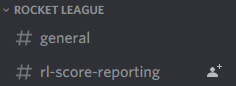 ROCKET LEAGUE
# general
# rl-score-reporting